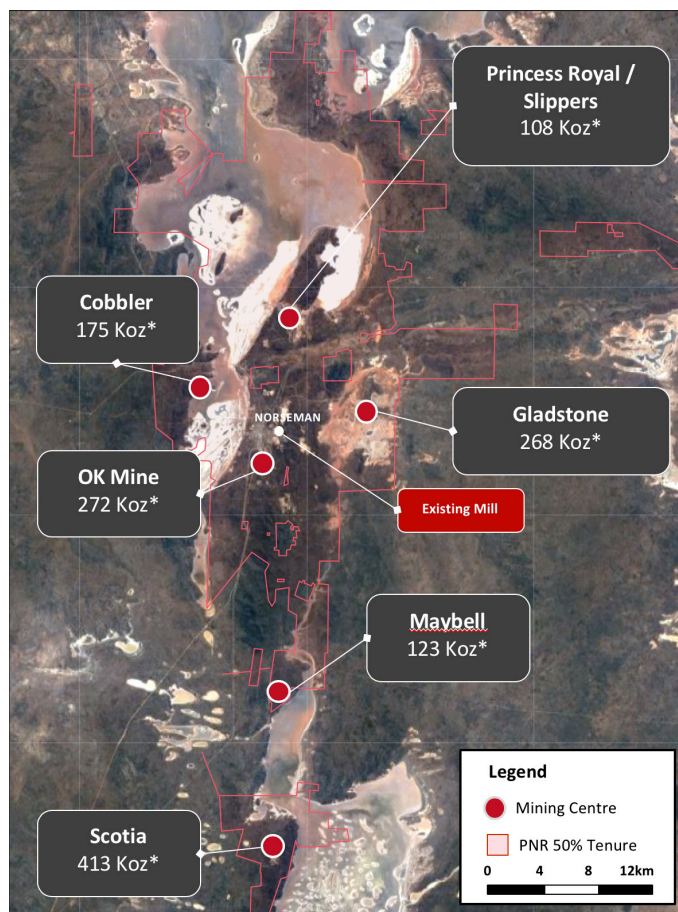 Princess Royal /
Slippers
108 Koz*
Cobbler
175 Koz*
NORSEMAN
Gladstone
268 Koz*
OK Mine
272 Koz*
Existing Mill
Maybell
123 Koz*
Legend
Mining Centre
PNR 50% Tenure
0 4 8 12km
Scotia
413 Koz*